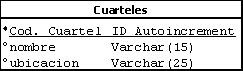 Cuarteles
*Cod. Cuartel ID Autoincrement
°nombre Varchar(15)
°ubicacion Varchar(25)